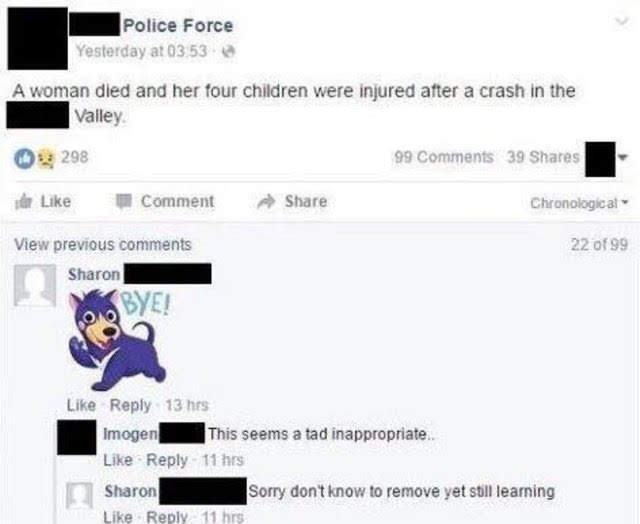 Police Force
Yesterday at 03:53 ·
A woman died and her four children were injured after a crash in the
Valley.
298 99 Comments 39 Shares
Like Comment Share Chronological
View previous comments 22 of 99
Sharon
BYE!
Like · Reply · 13 hrs
Imogen This seems a tad inappropriate..
Like · Reply · 11 hrs
Sharon Sorry don't know to remove yet still learning
Like · Reply · 11 hrs